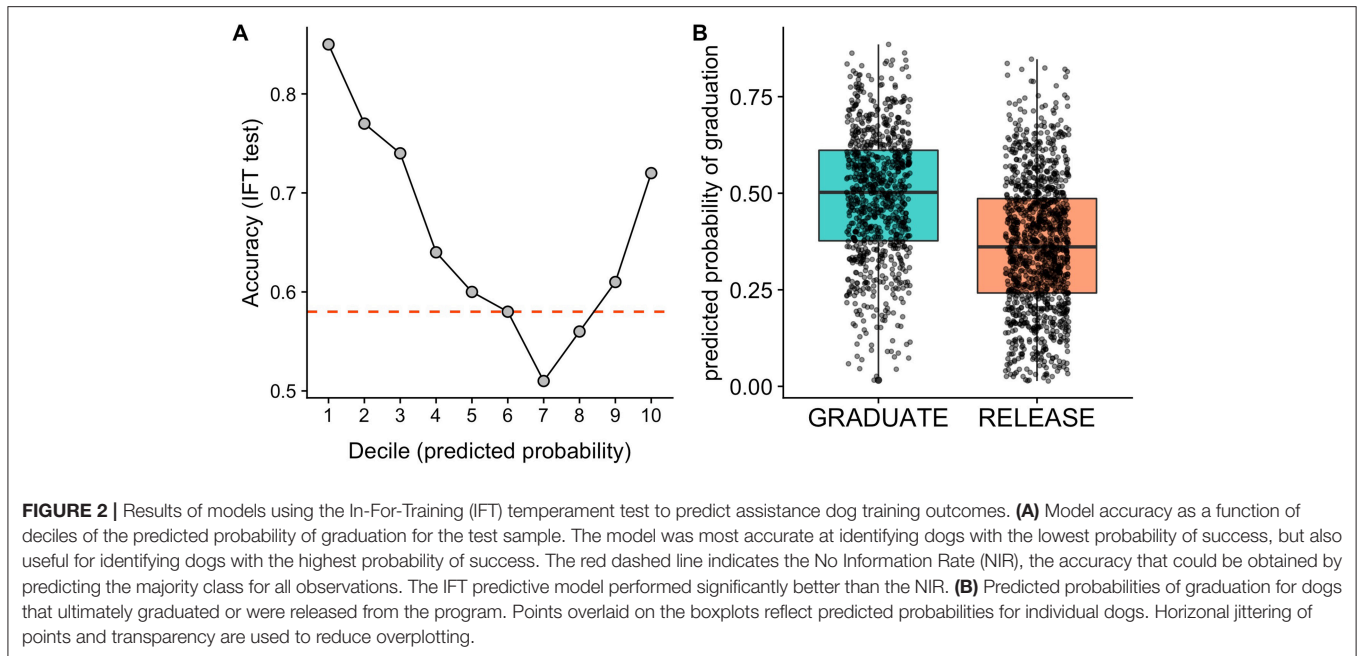 A
Accuracy (IFT test)
0.8
0.7
0.6
0.5
1 2 3 4 5 6 7 8 9 10
Decile (predicted probability)
B
predicted probability of graduation
0.75
0.50
0.25
0.00
GRADUATE RELEASE
FIGURE 2 | Results of models using the In-For-Training (IFT) temperament test to predict assistance dog training outcomes. (A) Model accuracy as a function of
deciles of the predicted probability of graduation for the test sample. The model was most accurate at identifying dogs with the lowest probability of success, but also
useful for identifying dogs with the highest probability of success. The red dashed line indicates the No Information Rate (NIR), the accuracy that could be obtained by
predicting the majority class for all observations. The IFT predictive model performed significantly better than the NIR. (B) Predicted probabilities of graduation for dogs
that ultimately graduated or were released from the program. Points overlaid on the boxplots reflect predicted probabilities for individual dogs. Horizonal jittering of
points and transparency are used to reduce overplotting.